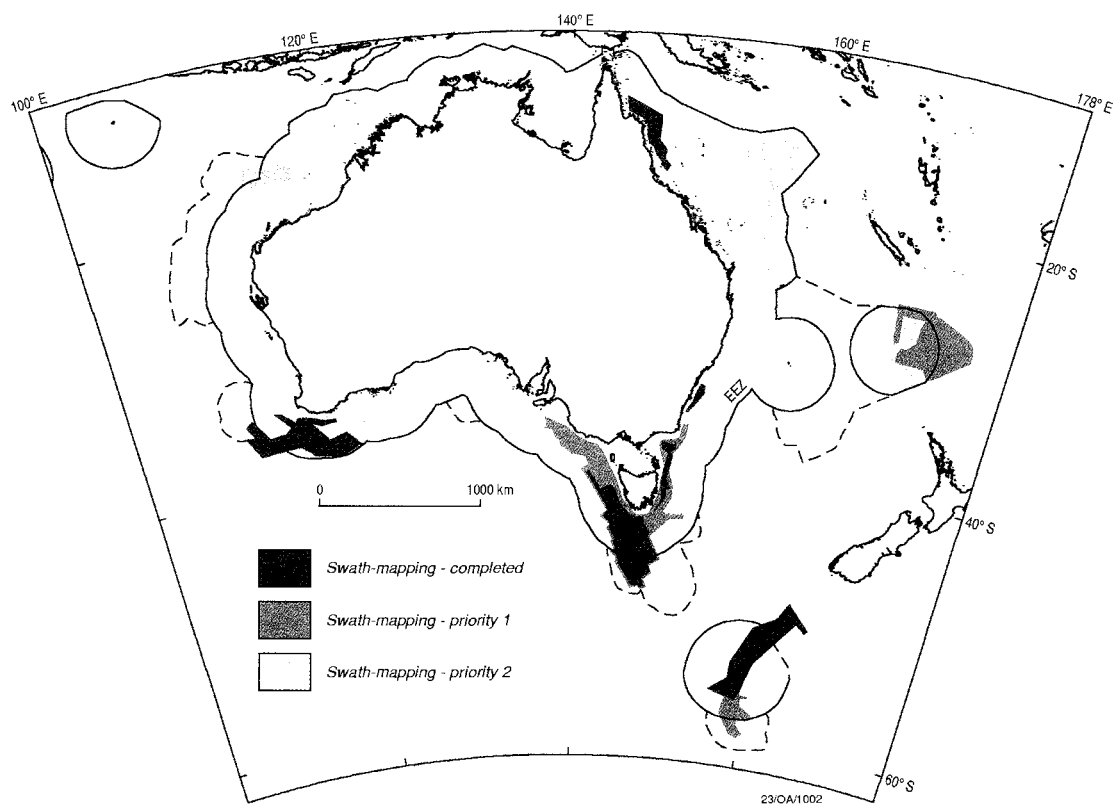 140° E
120° E
160° E
100° E
178° E
20° S
EEZ
0
1000 km
40° S
Swath-mapping - completed
Swath-mapping - priority 1
Swath-mapping - priority 2
60° S
23/OA/1002